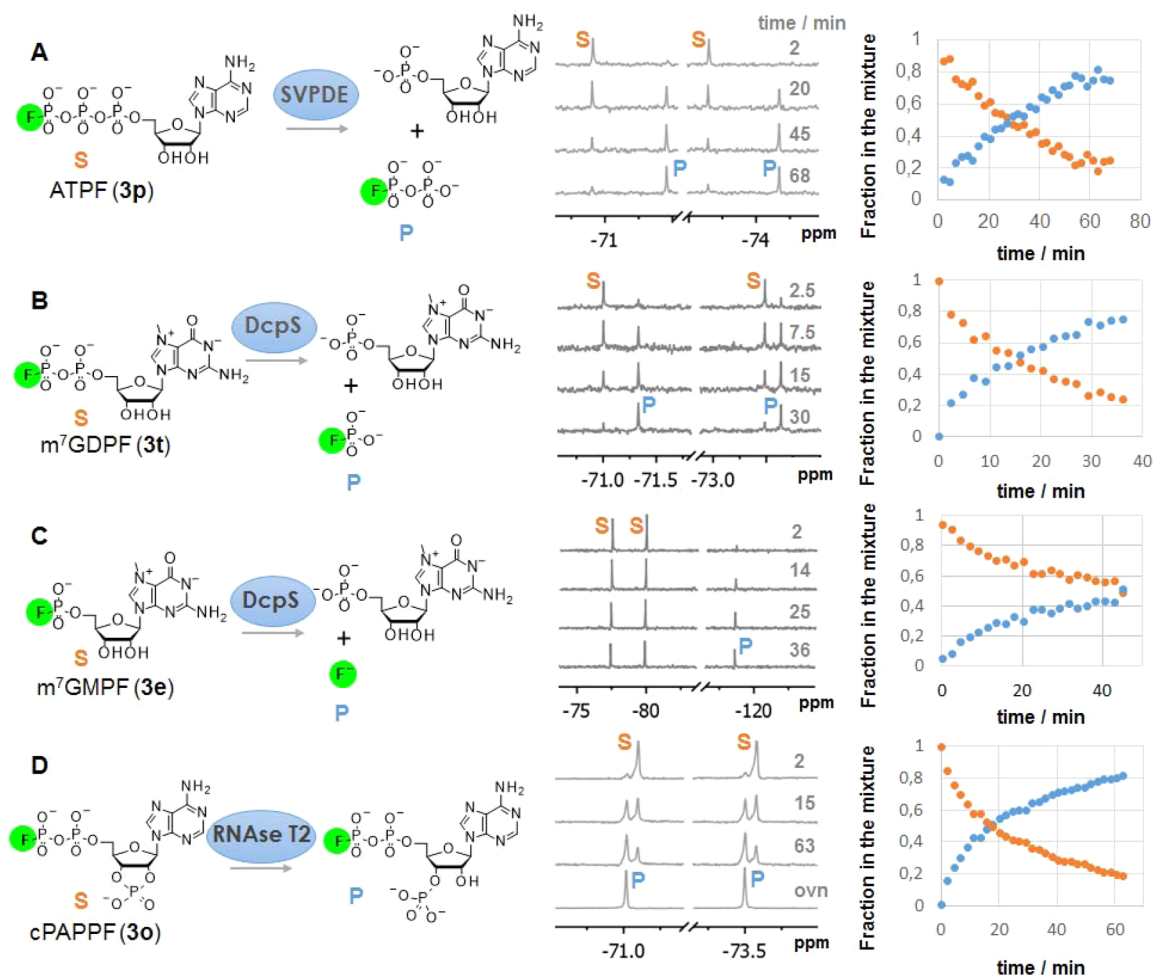 A
NH2
SVPDE
F
S
ATPF (3p)
+
P
time / min
2
20
45
68
-71
-74
ppm
Fraction in the mixture
1
0,8
0,6
0,4
0,2
0
0 20 40 60 80
time / min
B
DcpS
F
HO OH
S
m7GDPF (3t)
+
P
2.5
7.5
15
30
-71.0 -71.5 -73.0
ppm
Fraction in the mixture
1
0,8
0,6
0,4
0,2
0
0 10 20 30 40
time / min
C
DcpS
F
S
m7GMPF (3e)
+
F-
P
2
14
25
36
-75 -80 -120
ppm
Fraction in the mixture
1
0,8
0,6
0,4
0,2
0
0 20 40
time / min
D
NH2
RNAse T2
F
S
cPAPPF (3o)
P
2
15
63
ovn
-71.0 -73.5
ppm
Fraction in the mixture
1
0,8
0,6
0,4
0,2
0
0 20 40 60
time / min